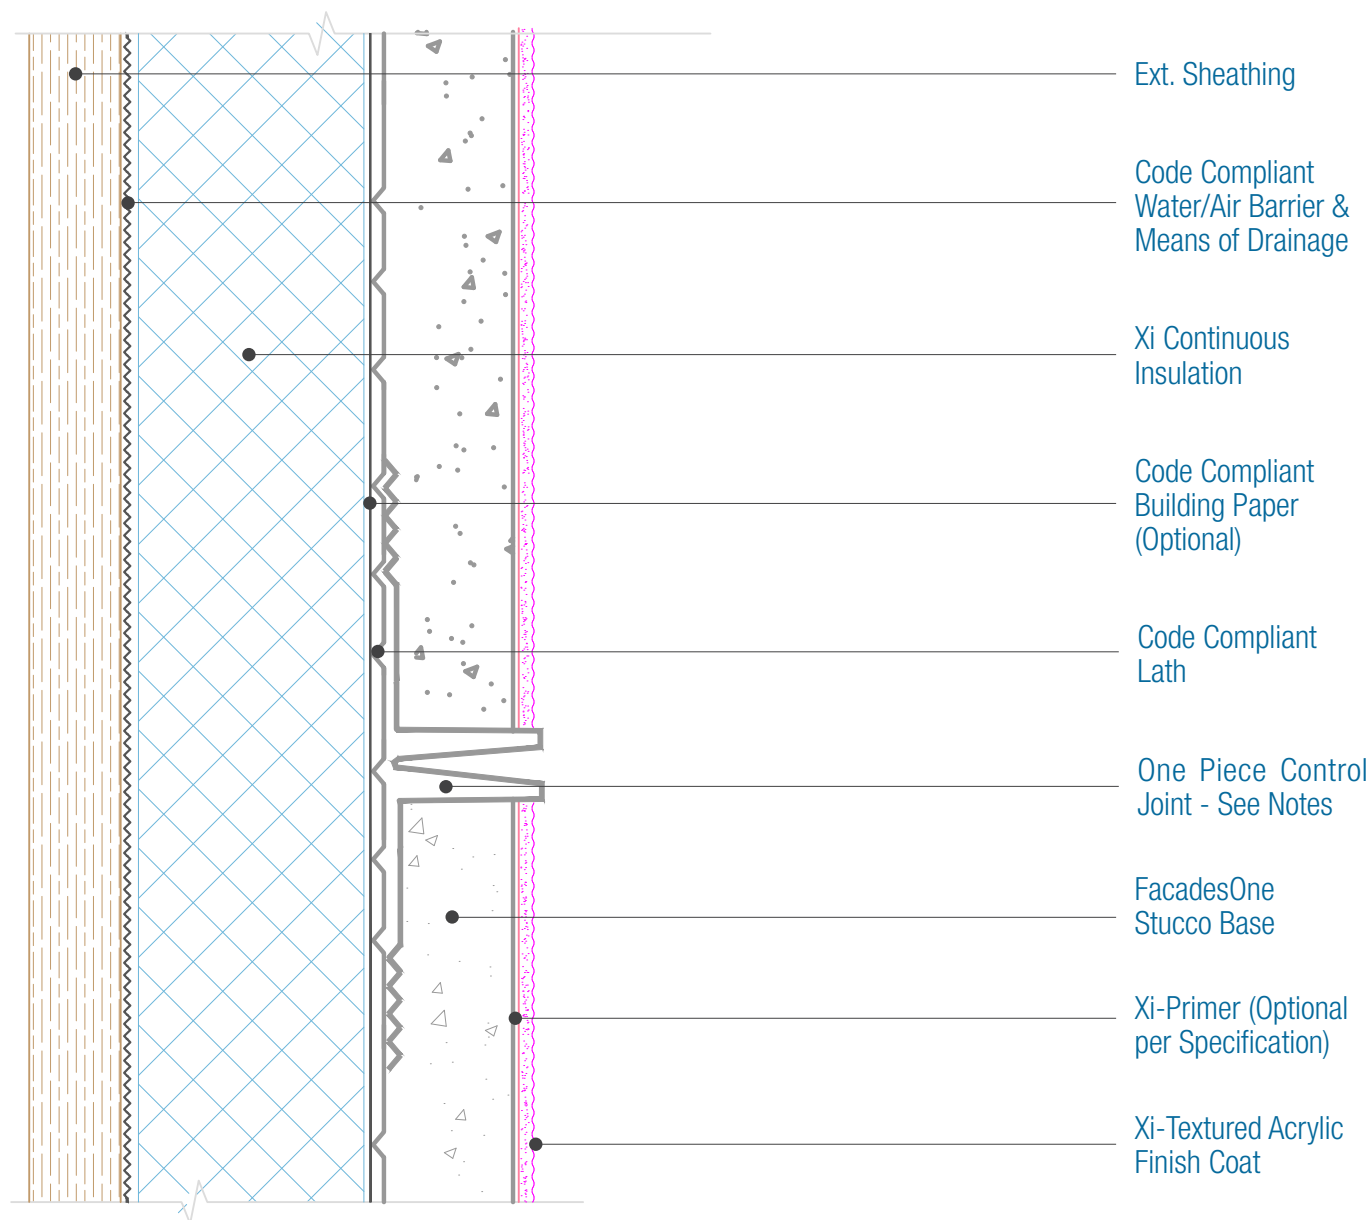 Ext. Sheathing
Code Compliant
Water/Air Barrier &
Means of Drainage
Xi Continuous
Insulation
Code Compliant
Building Paper
(Optional)
Code Compliant
Lath
One Piece Control
Joint - See Notes
FacadesOne
Stucco Base
Xi-Primer (Optional
per Specification)
Xi-Textured Acrylic
Finish Coat